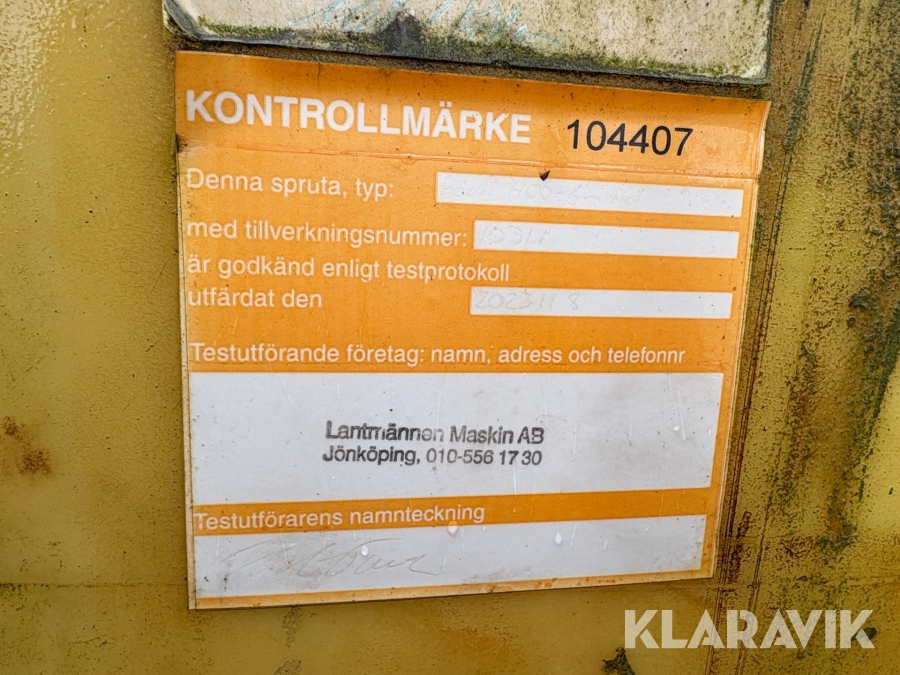 KONTROLLMÄRKE 104407
Denna spruta, typ:
med tillverkningsnummer:
är godkänd enligt testprotokoll
utfärdat den
Testutförande företag: namn, adress och telefonnr
Lantmännen Maskin AB
Jönköping, 010-556 17 30
Testutförarens namnteckning
KLARAVIK